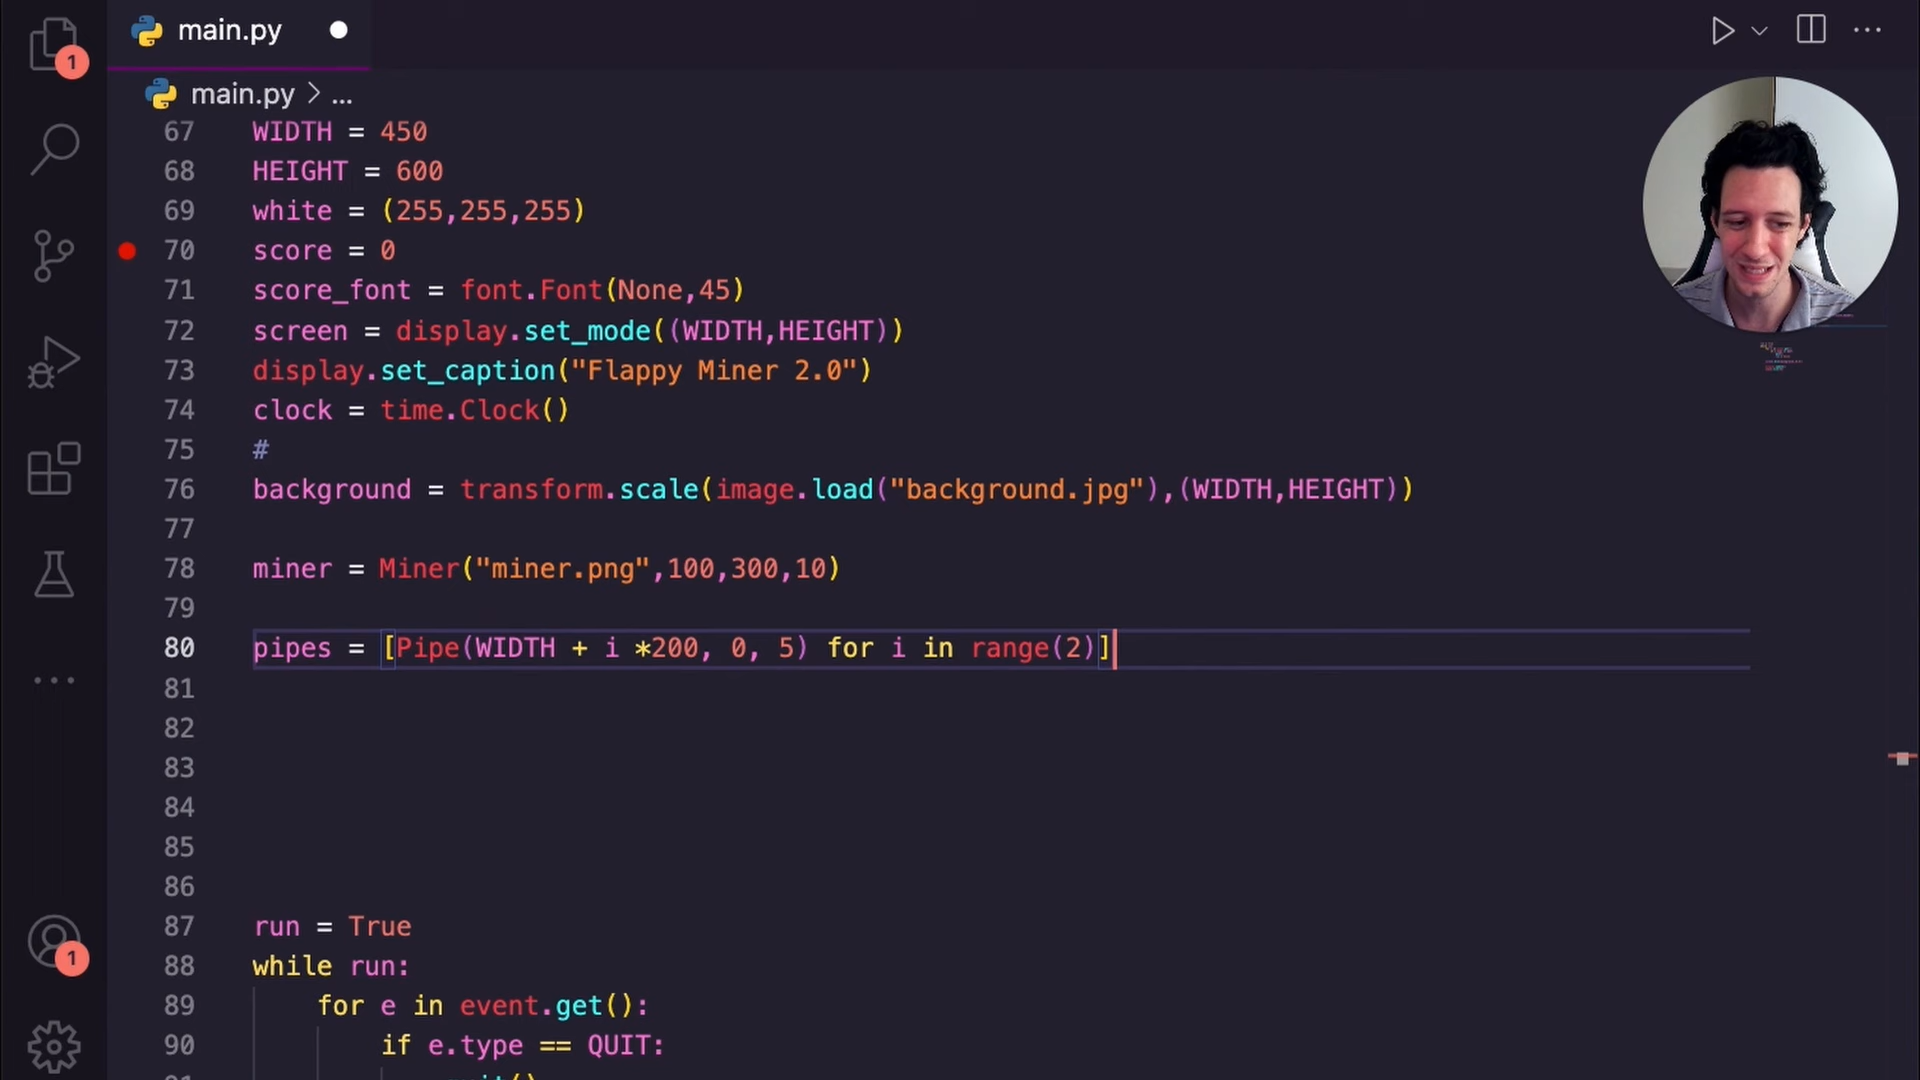 main.py
1
main.py > ...
67 WIDTH = 450
68 HEIGHT = 600
69 white = (255,255,255)
70 score = 0
71 score_font = font.Font(None,45)
72 screen = display.set_mode((WIDTH,HEIGHT))
73 display.set_caption("Flappy Miner 2.0")
74 clock = time.Clock()
75 #
76 background = transform.scale(image.load("background.jpg"),(WIDTH,HEIGHT))
77
78 miner = Miner("miner.png",100,300,10)
79
80 pipes = [Pipe(WIDTH + i *200, 0, 5) for i in range(2)]
81
82
83
84
85
86
87 run = True
88 while run:
89 for e in event.get():
90 if e.type == QUIT:
1